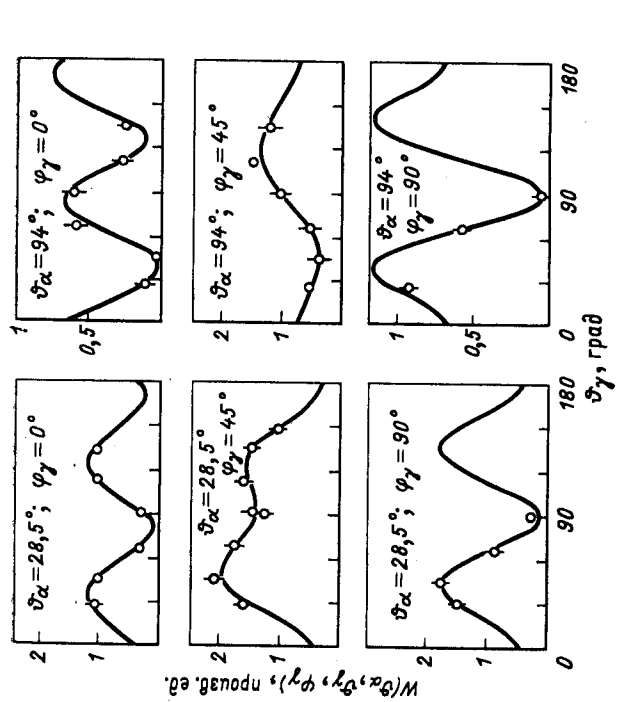 ϑα=94°; φγ=0°
1
0,5
ϑα=94°; φγ=45°
2
1
ϑα=94°
φγ=90°
1
0,5
0
90
180
ϑγ, град
ϑα=28,5°; φγ=0°
2
1
ϑα=28,5°
φγ=45°
2
1
ϑα=28,5°; φγ=90°
2
1
0
90
180
W(ϑα,ϑγ,φγ), произв. ед.